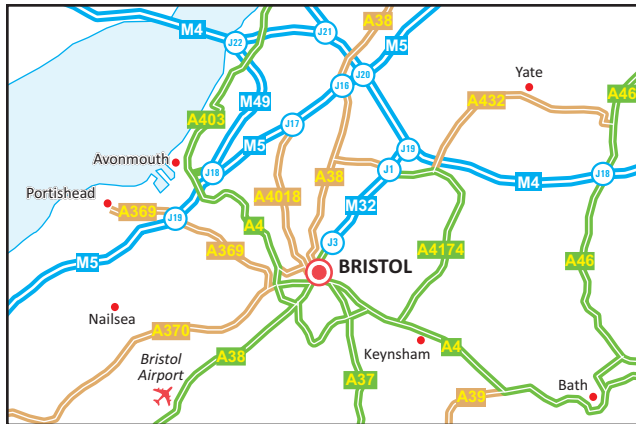 A38
M4
J22
J21
M5
J20
J16
Yate
A46
A432
M49
A403
J17
M5
J19
Avonmouth
J18
J1
J18
A38
M4
Portishead
A4018
A369
J19
M32
A4
A369
J3
A4174
A46
M5
BRISTOL
Nailsea
A370
Keynsham
A4
Bristol
Airport
A38
A37
Bath
A39